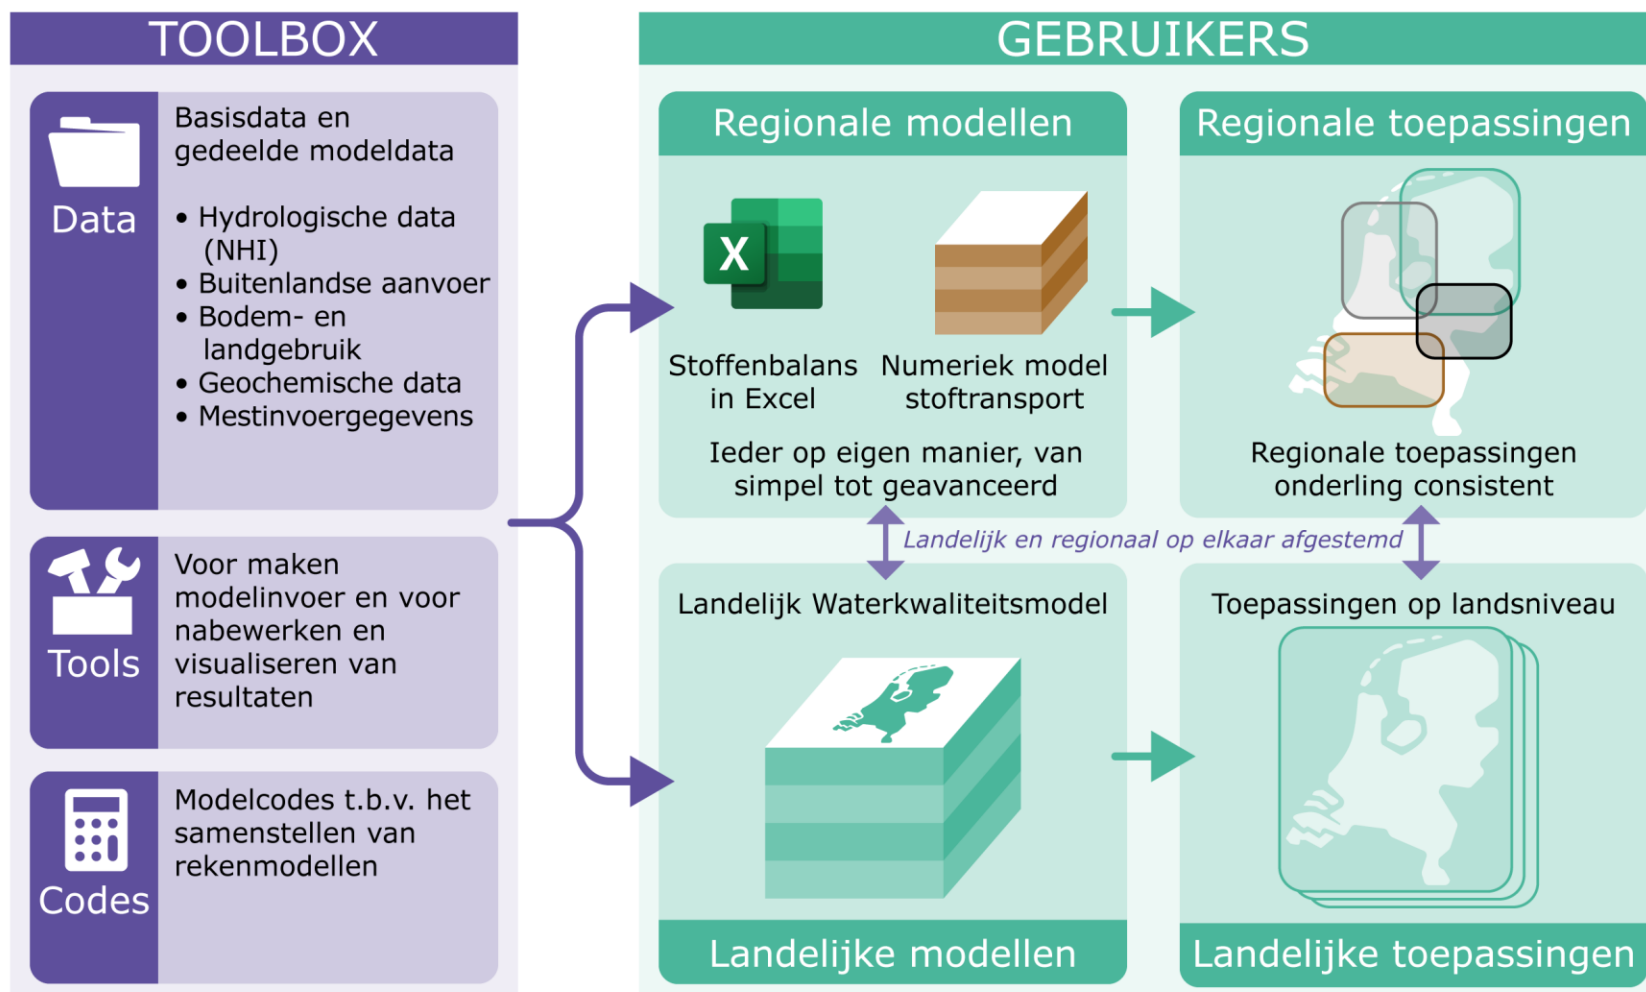 TOOLBOX
Data
Basisdata en
gedeelde modeldata
• Hydrologische data
(NHI)
• Buitenlandse aanvoer
• Bodem- en
landgebruik
• Geochemische data
• Mestinvoergegevens
Tools
Voor maken
modelinvoer en voor
nabewerken en
visualiseren van
resultaten
Codes
Modelcodes t.b.v. het
samenstellen van
rekenmodellen
GEBRUIKERS
Regionale modellen
X
Stoffenbalans
in Excel
Numeriek model
stoftransport
Ieder op eigen manier, van
simpel tot geavanceerd
Regionale toepassingen
Regionale toepassingen
onderling consistent
Landelijk en regionaal op elkaar afgestemd
Landelijk Waterkwaliteitsmodel
Landelijke modellen
Toepassingen op landsniveau
Landelijke toepassingen